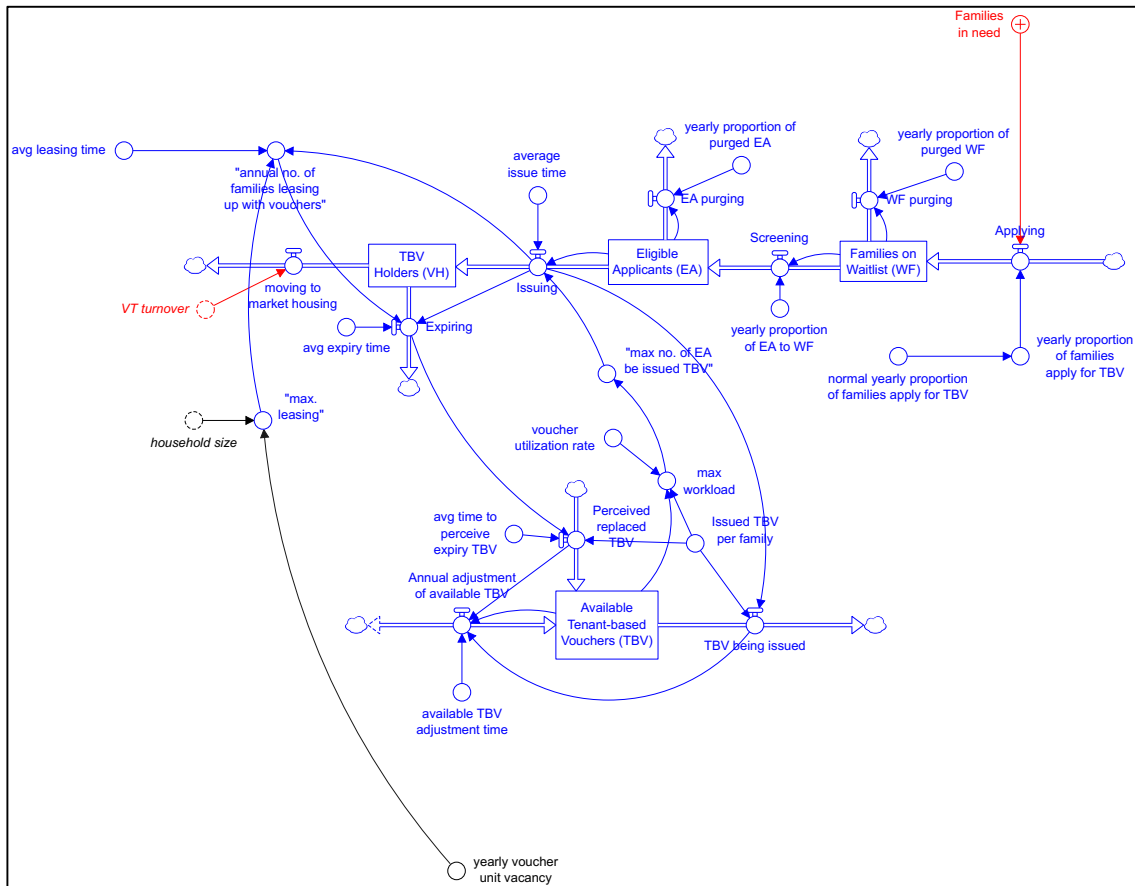 Families
in need
yearly proportion of
purged EA
yearly proportion of
purged WF
avg leasing time
average
issue time
"annual no. of
families leasing
up with vouchers"
EA purging
WF purging
Screening
Applying
TBV
Holders (VH)
Eligible
Applicants (EA)
Families on
Waitlist (WF)
Issuing
moving to
market housing
VT turnover
Expiring
avg expiry time
yearly proportion
of EA to WF
yearly proportion
of families
apply for TBV
"max no. of EA
be issued TBV"
normal yearly proportion
of families apply for TBV
"max.
leasing"
household size
voucher
utilization rate
max
workload
avg time to
perceive
expiry TBV
Perceived
replaced
TBV
Issued TBV
per family
Annual adjustment
of available TBV
Available
Tenant-based
Vouchers (TBV)
TBV being issued
available TBV
adjustment time
yearly voucher
unit vacancy